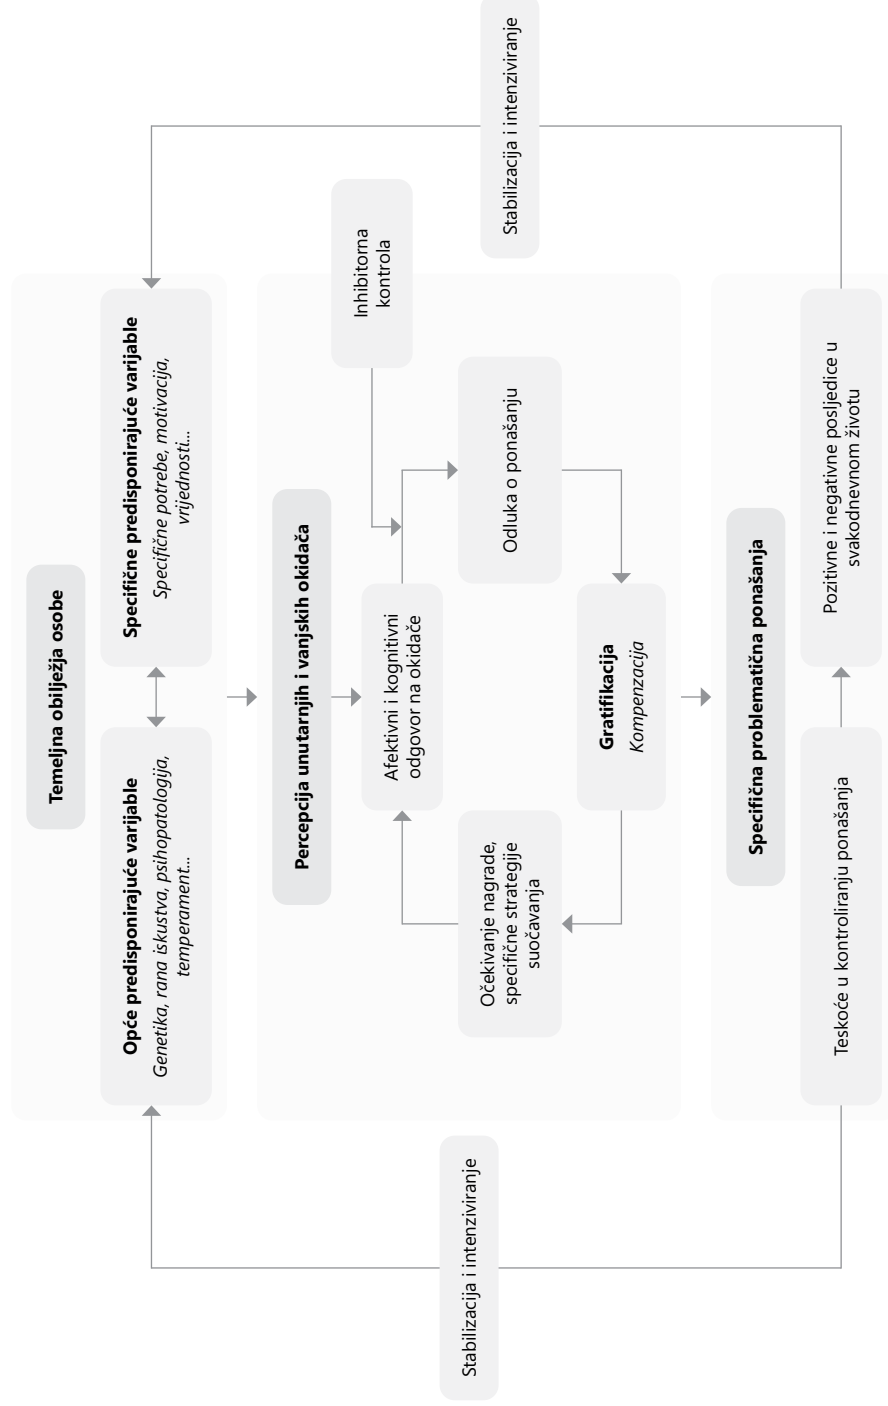 Temeljna obilježja osobe
Opće predisponirajuće varijable
Genetika, rana iskustva, psihopatologija,
temperament...
Specifične predisponirajuće varijable
Specifične potrebe, motivacija,
vrijednosti...
Percepcija unutarnjih i vanjskih okidača
Afektivni i kognitivni
odgovor na okidače
Inhibitorna
kontrola
Očekivanje nagrade,
specifične strategije
suočavanja
Odluka o ponašanju
Gratifikacija
Kompenzacija
Stabilizacija i intenziviranje
Stabilizacija i intenziviranje
Specifična problematična ponašanja
Teskoće u kontroliranju ponašanja
Pozitivne i negativne posljedice u
svakodnevnom životu